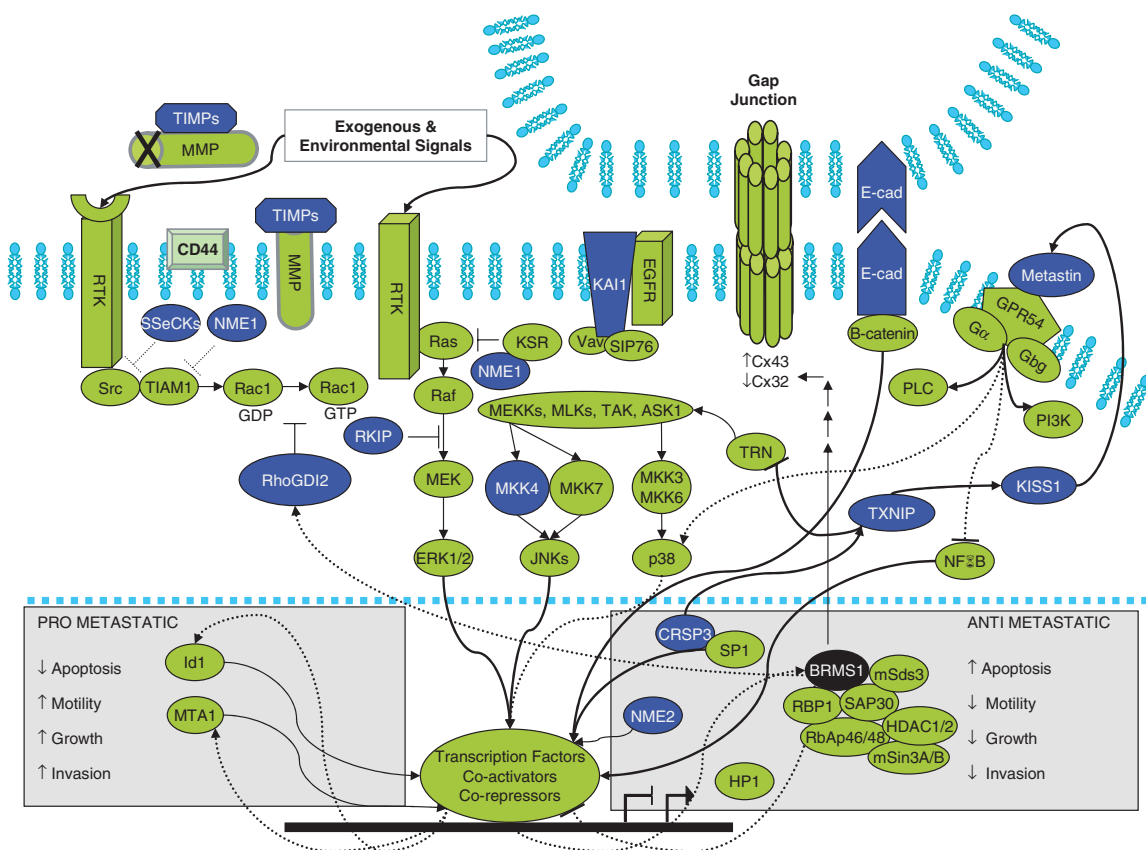 Gap
Junction
TIMPs
MMP
Exogenous &
Environmental Signals
E-cad
TIMPs
CD44
MMP
RTK
RTK
KAI1
EGFR
E-cad
Metastin
GPR54
Gα
Gbg
SSeCKs
NME1
Ras
KSR
NME1
Vav
SIP76
B-catenin
↑Cx43
↓Cx32
Src
TIAM1
Rac1
GDP
Rac1
GTP
Raf
MEKKs, MLKs, TAK, ASK1
PLC
PI3K
RKIP
TRN
RhoGDI2
MEK
MKK4
MKK7
MKK3
MKK6
TXNIP
KISS1
ERK1/2
JNKs
p38
PRO METASTATIC
↓ Apoptosis
↑ Motility
↑ Growth
↑ Invasion
Id1
MTA1
CRSP3
SP1
NME2
Transcription Factors
Co-activators
Co-repressors
HP1
BRMS1
mSds3
RBP1
SAP30
RbAp46/48
HDAC1/2
mSin3A/B
ANTI METASTATIC
↑ Apoptosis
↓ Motility
↓ Growth
↓ Invasion